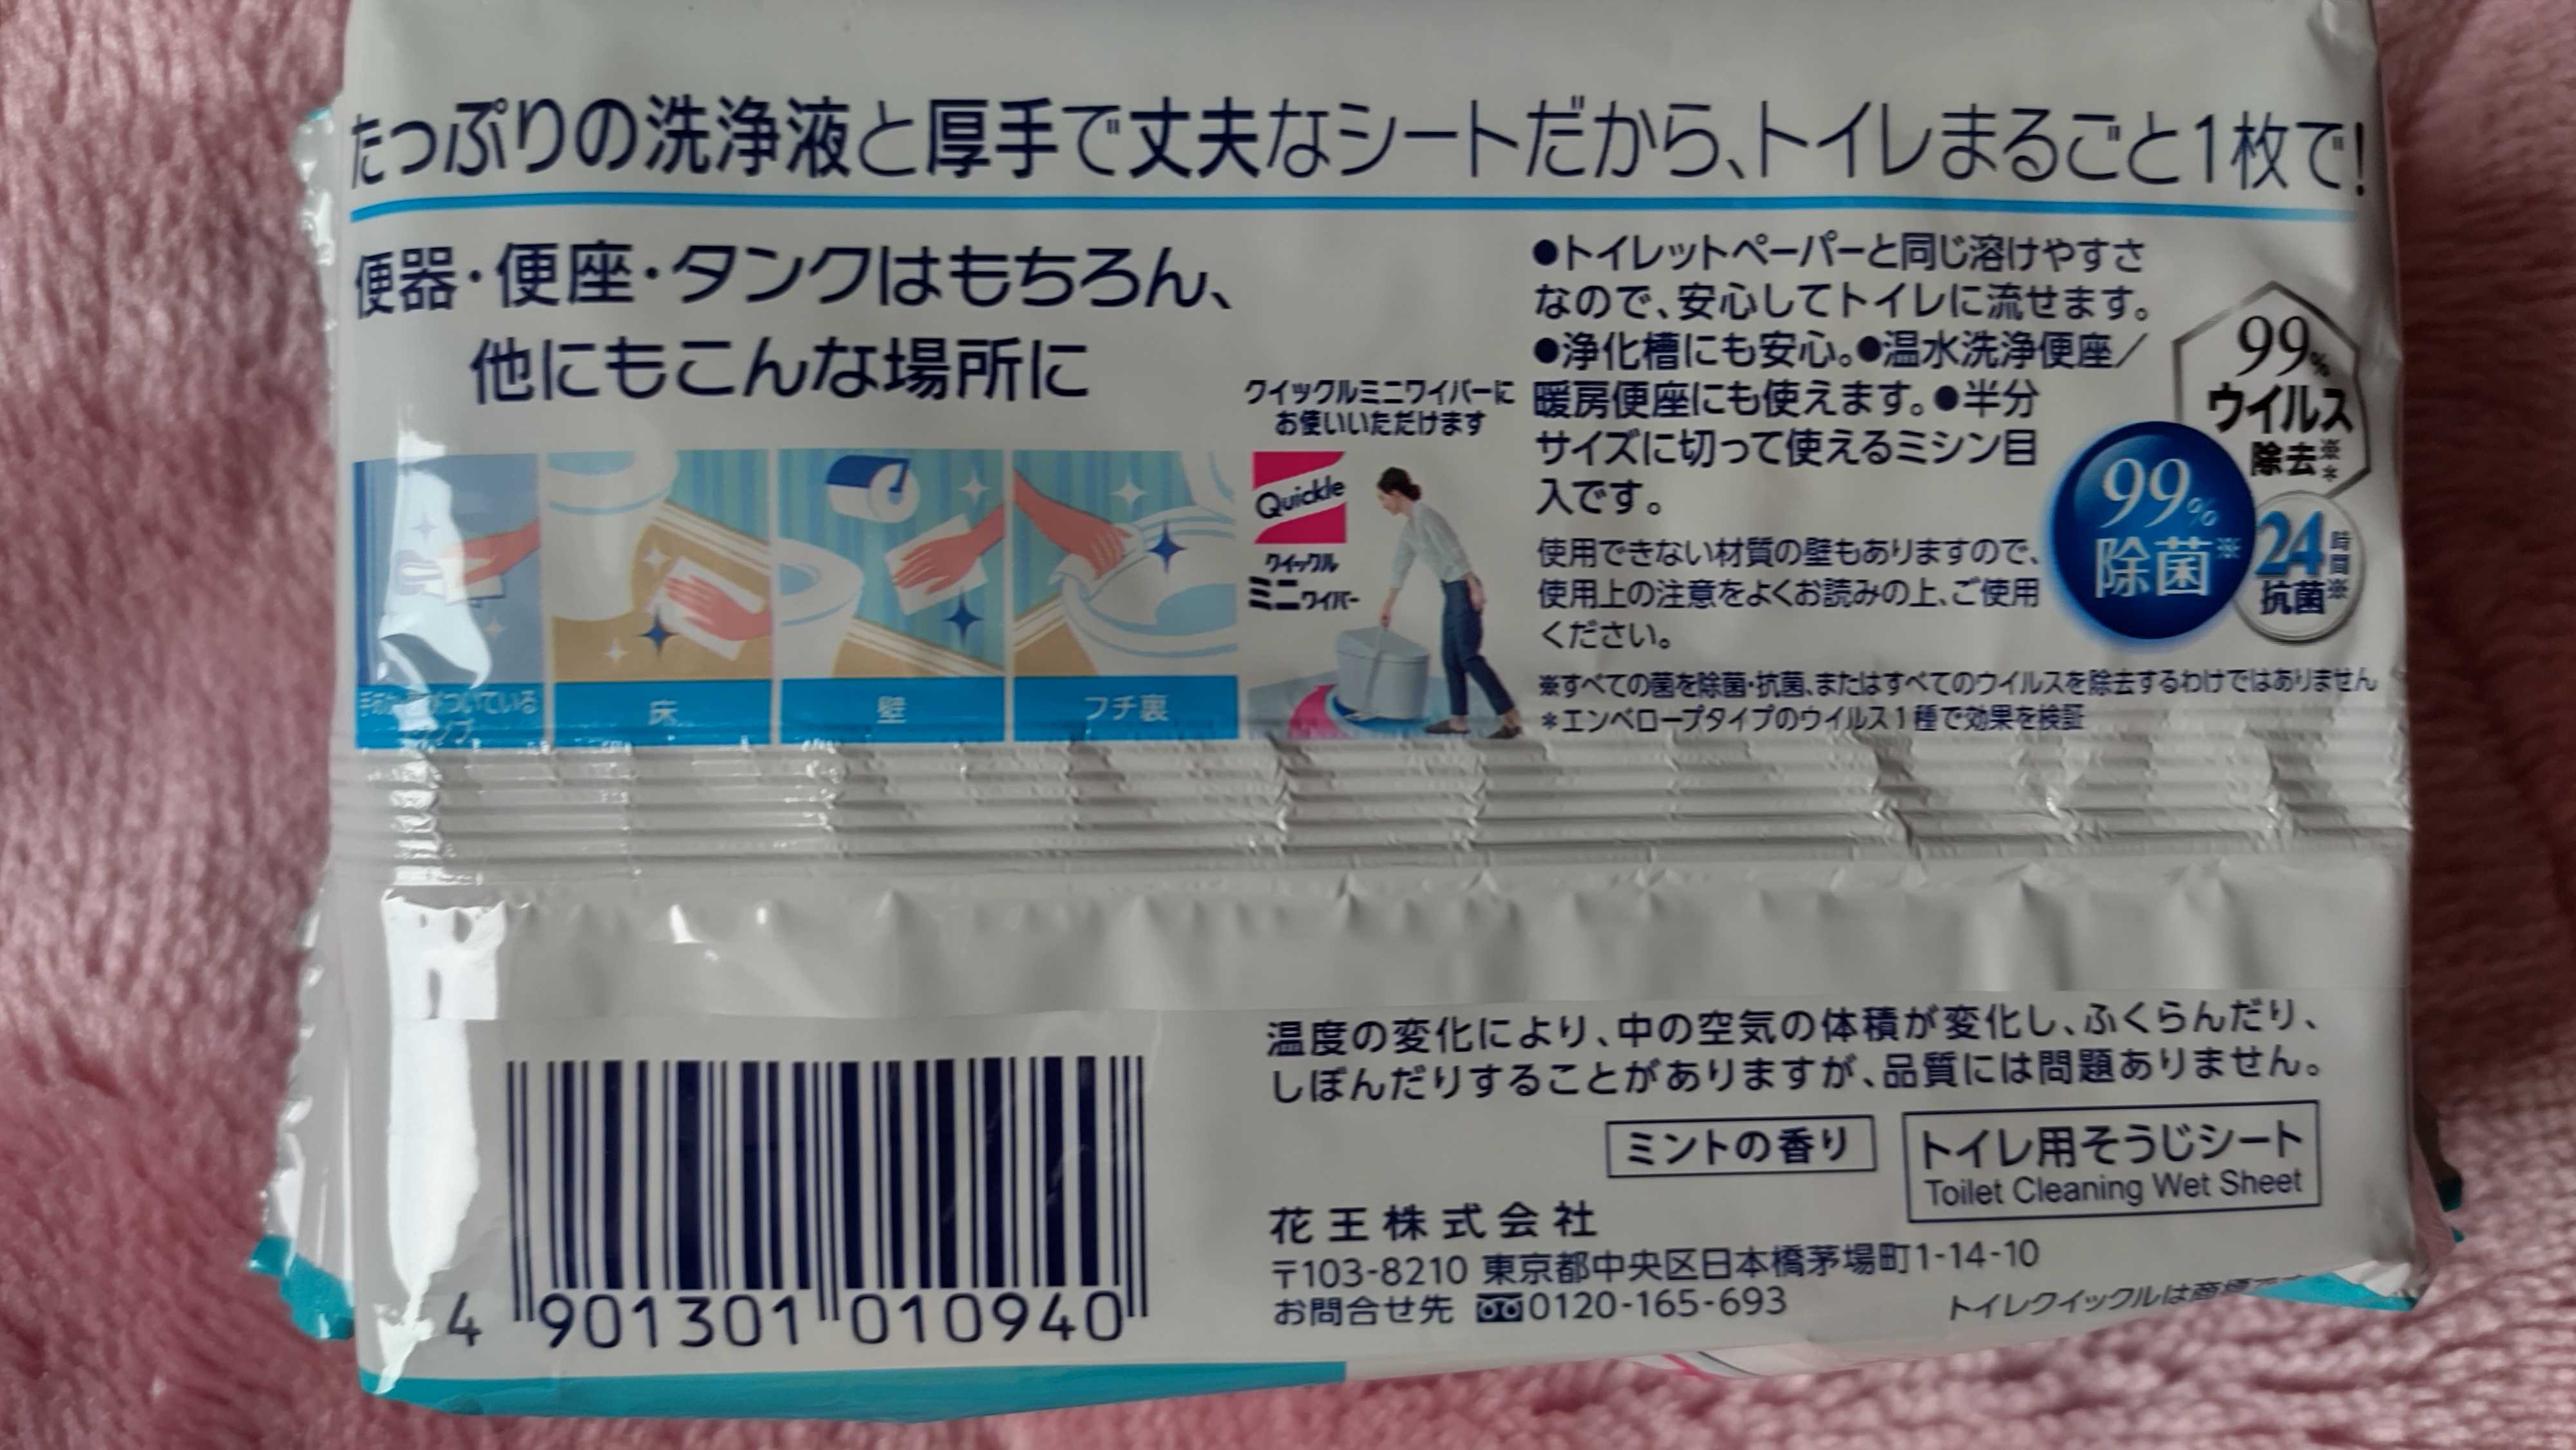 たっぷりの洗浄液と厚手で丈夫なシートだから、トイレまるごと1枚で!
便器・便座・タンクはもちろん、
他にもこんな場所に
ついている
床
壁
フチ裏
クイックルミニワイパーに
お使いいただけます
Quickle
クイックル
ミニワイパー
●トイレットペーパーと同じ溶けやすさ
なので、安心してトイレに流せます。
●浄化槽にも安心。●温水洗浄便座/
暖房便座にも使えます。●半分
サイズに切って使えるミシン目
入です。
使用できない材質の壁もありますので、
使用上の注意をよくお読みの上、ご使用
ください。
99%
ウイルス
除去※*
99%
除菌※
24時間
抗菌※
※すべての菌を除菌・抗菌、またはすべてのウイルスを除去するわけではありません
*エンベロープタイプのウイルス1種で効果を検証
温度の変化により、中の空気の体積が変化し、ふくらんだり、
しぼんだりすることがありますが、品質には問題ありません。
ミントの香り
トイレ用そうじシート
Toilet Cleaning Wet Sheet
花王株式会社
〒103-8210 東京都中央区日本橋茅場町1-14-10
お問合せ先 0120-165-693
トイレクイックルは商標
4 901301 010940